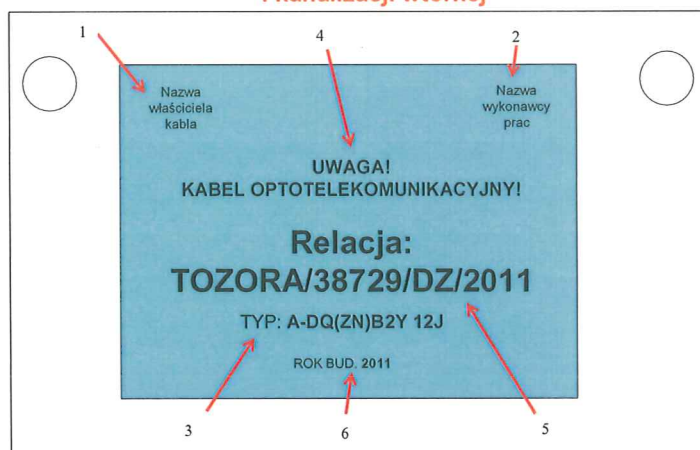 1
4
2
Nazwa
właściciela
kabla
Nazwa
wykonawcy
prac
UWAGA!
KABEL OPTOTELEKOMUNIKACYJNY!
Relacja:
TOZORA/38729/DZ/2011
TYP: A-DQ(ZN)B2Y 12J
ROK BUD. 2011
3
6
5